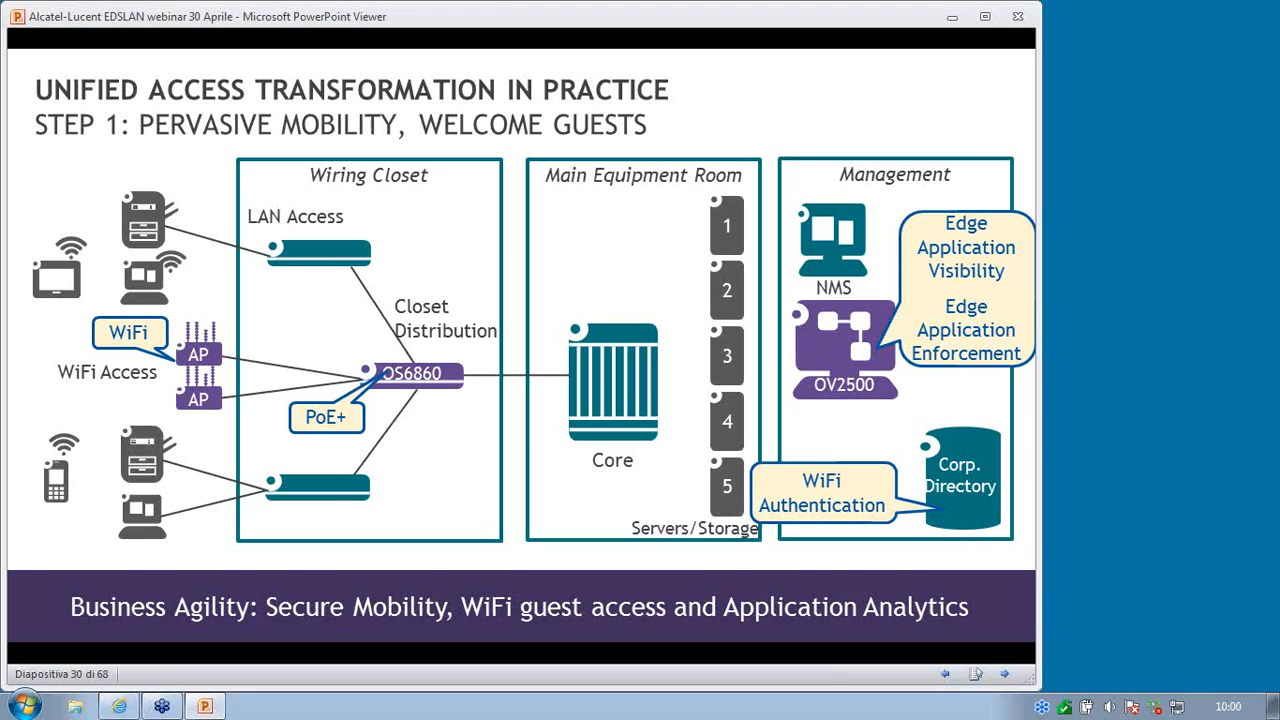 Alcatel-Lucent EDSLAN webinar 30 Aprile - Microsoft PowerPoint Viewer
UNIFIED ACCESS TRANSFORMATION IN PRACTICE
STEP 1: PERVASIVE MOBILITY, WELCOME GUESTS
Wiring Closet
Main Equipment Room
Management
LAN Access
Closet
Distribution
WiFi
AP
WiFi Access
AP
OS6860
PoE+
Core
1
2
3
4
5
Servers/Storage
NMS
Edge
Application
Visibility
Edge
Application
Enforcement
OV2500
WiFi
Authentication
Corp.
Directory
Business Agility: Secure Mobility, WiFi guest access and Application Analytics
Diapositiva 30 di 68
10:00